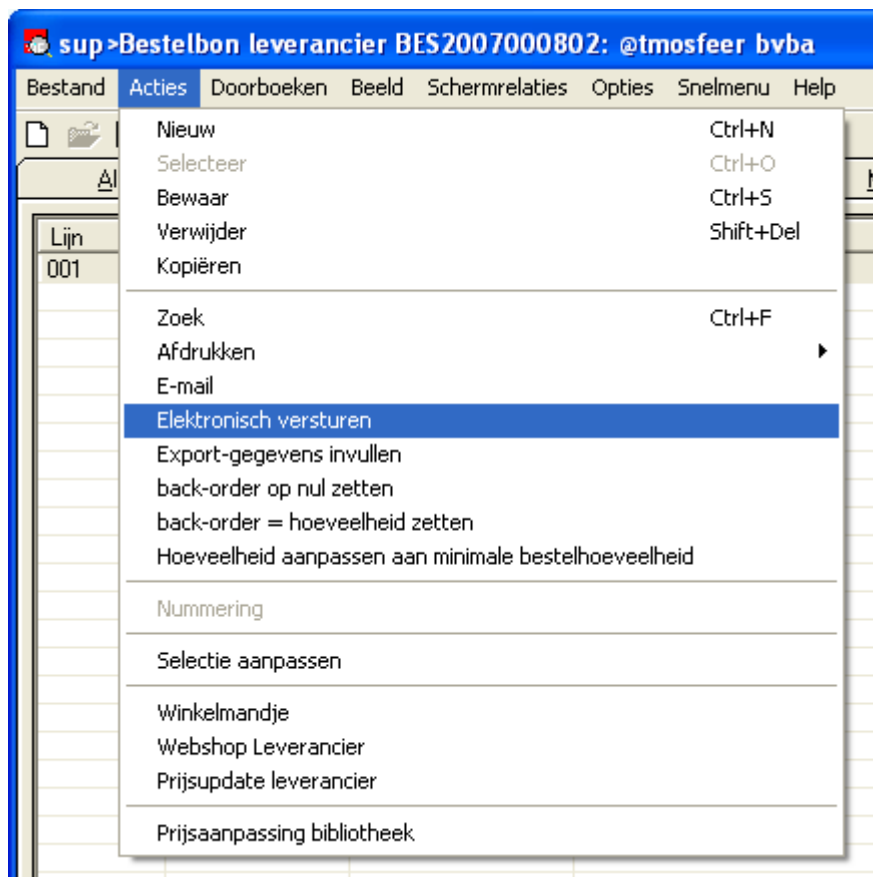 sup>Bestelbon leverancier BES2007000802: @tmosfeer bvba
Bestand Acties Doorboeken Beeld Schermrelaties Opties Snelmenu Help
Nieuw Ctrl+N
Selecteer Ctrl+O
Al
Bewaar Ctrl+S
Lijn
Verwijder Shift+Del
001
Kopiëren
Zoek Ctrl+F
Afdrukken
E-mail
Elektronisch versturen
Export-gegevens invullen
back-order op nul zetten
back-order = hoeveelheid zetten
Hoeveelheid aanpassen aan minimale bestelhoeveelheid
Nummering
Selectie aanpassen
Winkelmandje
Webshop Leverancier
Prijsupdate leverancier
Prijsaanpassing bibliotheek